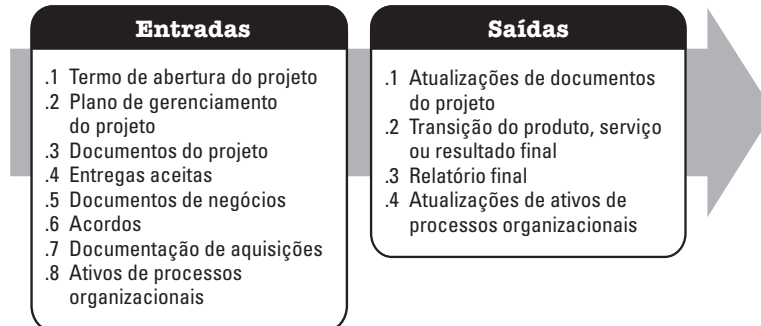 Entradas
.1 Termo de abertura do projeto
.2 Plano de gerenciamento
do projeto
.3 Documentos do projeto
.4 Entregas aceitas
.5 Documentos de negócios
.6 Acordos
.7 Documentação de aquisições
.8 Ativos de processos
organizacionais
Saídas
.1 Atualizações de documentos
do projeto
.2 Transição do produto, serviço
ou resultado final
.3 Relatório final
.4 Atualizações de ativos de
processos organizacionais